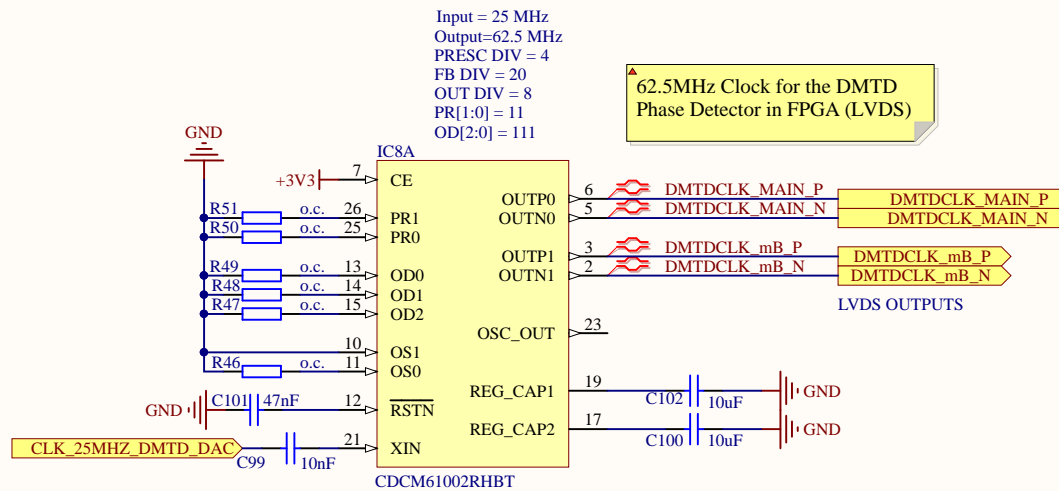 Input = 25 MHz
Output=62.5 MHz
PRESC DIV = 4
FB DIV = 20
OUT DIV = 8
PR[1:0] = 11
OD[2:0] = 111
62.5MHz Clock for the DMTD
Phase Detector in FPGA (LVDS)
GND
IC8A
+3V3 7 CE
R51 o.c. 26 PR1
R50 o.c. 25 PR0
R49 o.c. 13 OD0
R48 o.c. 14 OD1
R47 o.c. 15 OD2
10 OS1
R46 o.c. 11 OS0
GND C101 47nF 12 RSTN
CLK_25MHZ_DMTD_DAC C99 10nF 21 XIN
OUTP0 6 DMTDCLK_MAIN_P DMTDCLK_MAIN_P
OUTN0 5 DMTDCLK_MAIN_N DMTDCLK_MAIN_N
OUTP1 3 DMTDCLK_mB_P DMTDCLK_mB_P
OUTN1 2 DMTDCLK_mB_N DMTDCLK_mB_N
LVDS OUTPUTS
OSC_OUT 23
REG_CAP1 19 C102 10uF GND
REG_CAP2 17 C100 10uF GND
CDCM61002RHBT